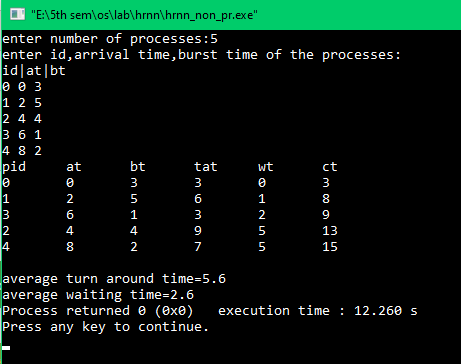 "E:\5th sem\os\lab\hrnn\hrnn_non_pr.exe"
enter number of processes:5
enter id,arrival time,burst time of the processes:
id|at|bt
0 0 3
1 2 5
2 4 4
3 6 1
4 8 2
pid at bt tat wt ct
0 0 3 3 0 3
1 2 5 6 1 8
3 6 1 3 2 9
2 4 4 9 5 13
4 8 2 7 5 15
average turn around time=5.6
average waiting time=2.6
Process returned 0 (0x0) execution time : 12.260 s
Press any key to continue.